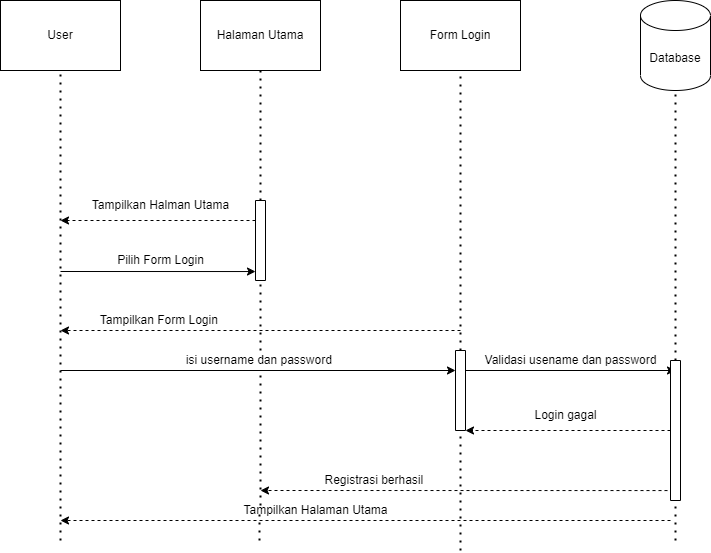 User
Halaman Utama
Form Login
Database
Tampilkan Halman Utama
Pilih Form Login
Tampilkan Form Login
isi username dan password
Validasi usename dan password
Login gagal
Registrasi berhasil
Tampilkan Halaman Utama